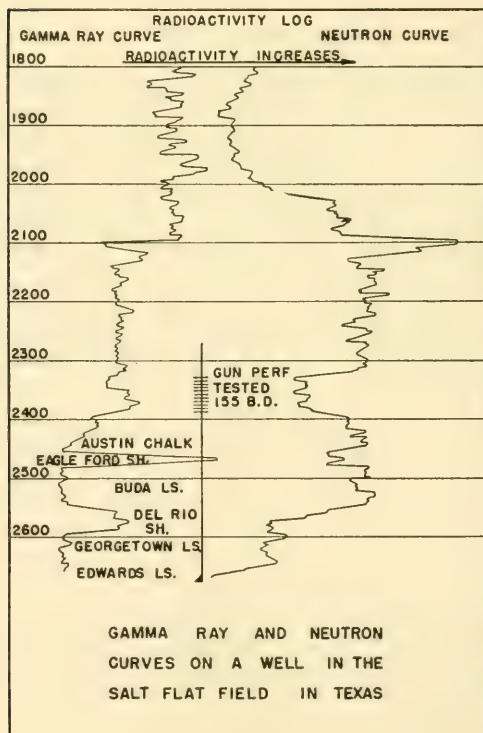 RADIOACTIVITY LOG
GAMMA RAY CURVE NEUTRON CURVE
RADIOACTIVITY INCREASES
1800
1900
2000
2100
2200
2300
GUN PERF
TESTED
155 B.D.
2400
AUSTIN CHALK
EAGLE FORD SH.
2500
BUDA LS.
DEL RIO
SH.
2600
GEORGETOWN LS
EDWARDS LS.
GAMMA RAY AND NEUTRON
CURVES ON A WELL IN THE
SALT FLAT FIELD IN TEXAS